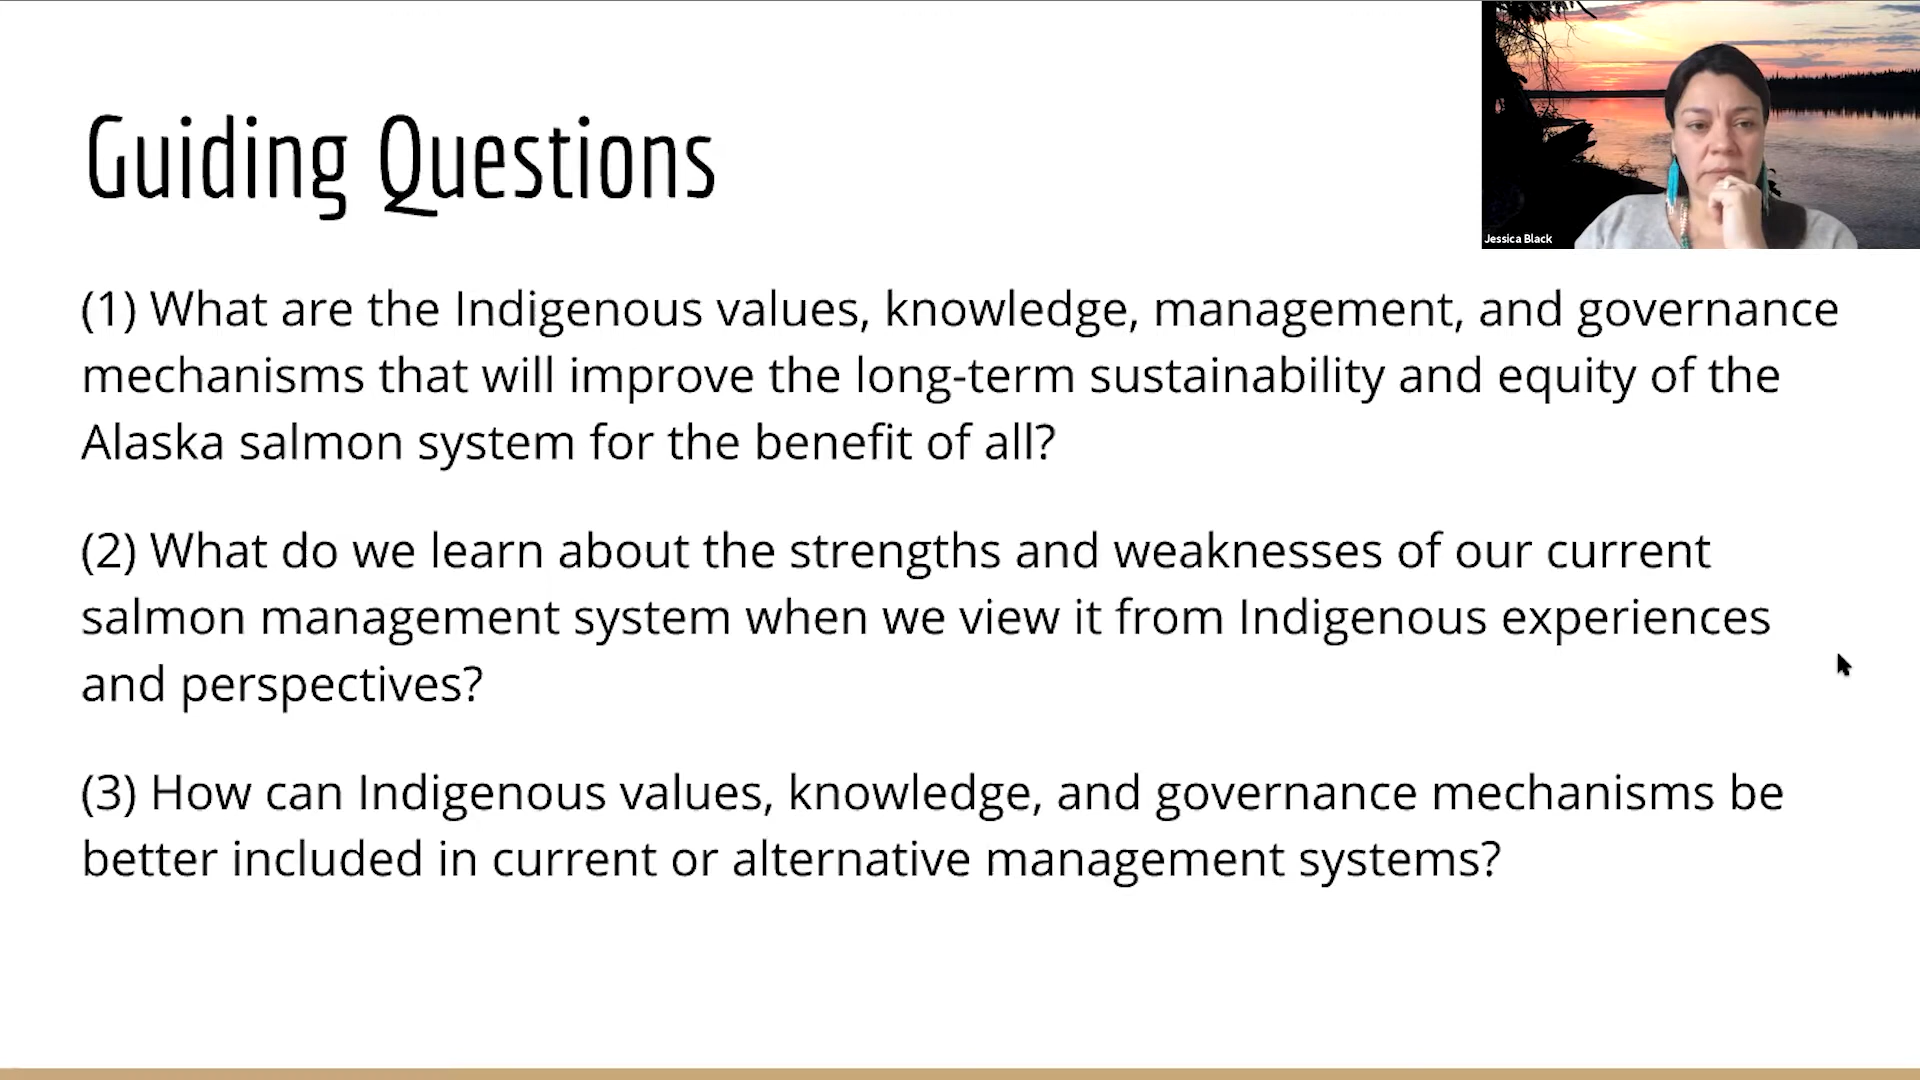 Guiding Questions
Jessica Black
(1) What are the Indigenous values, knowledge, management, and governance
mechanisms that will improve the long-term sustainability and equity of the
Alaska salmon system for the benefit of all?
(2) What do we learn about the strengths and weaknesses of our current
salmon management system when we view it from Indigenous experiences
and perspectives?
(3) How can Indigenous values, knowledge, and governance mechanisms be
better included in current or alternative management systems?